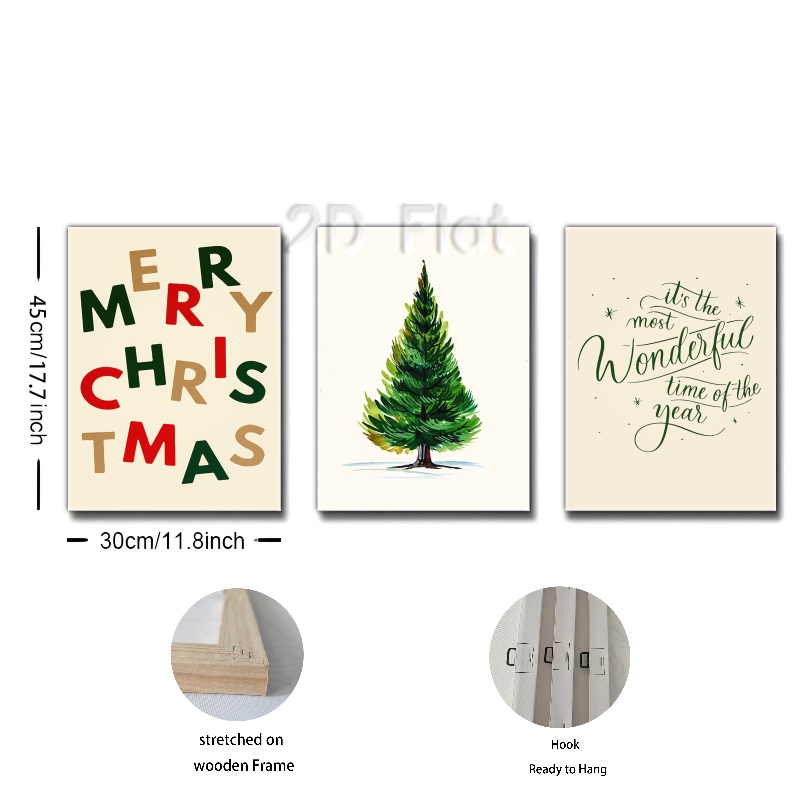 2D Flat
MERRY
CHRIS
TMAS
it's the
most
Wonderful
time of the
year
45cm/17.7inch
30cm/11.8inch
stretched on
wooden Frame
Hook
Ready to Hang